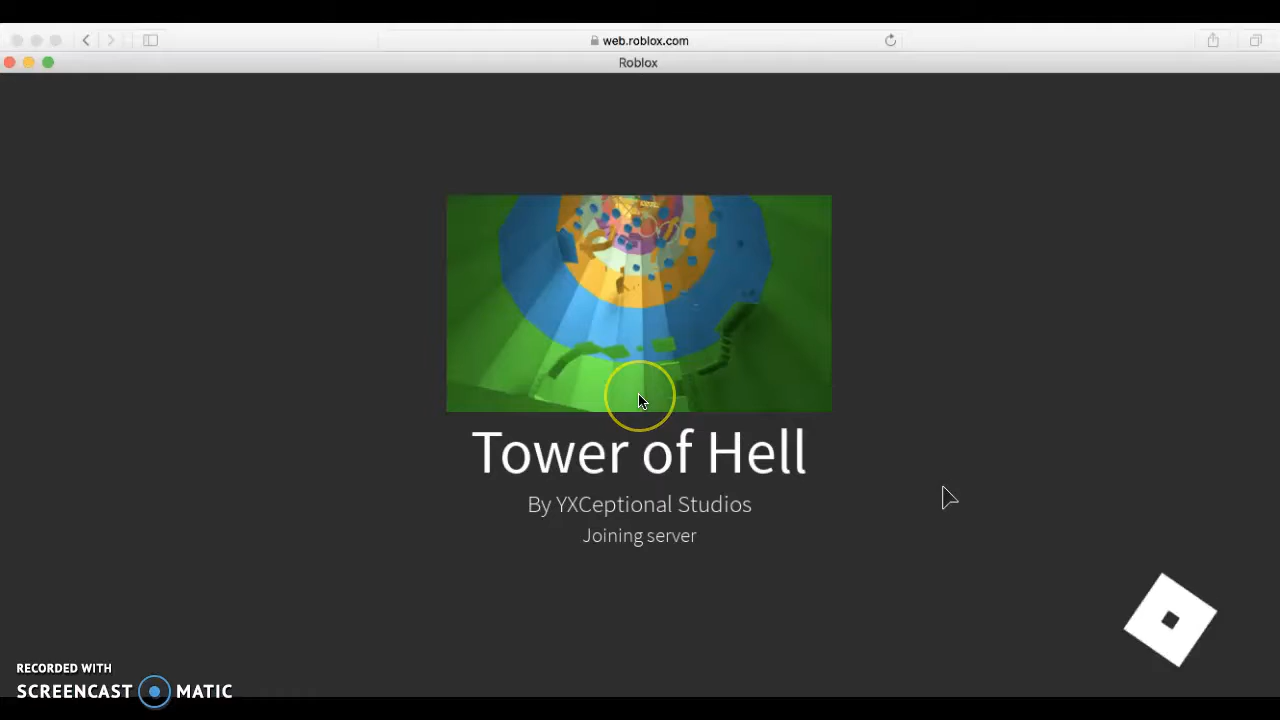 web.roblox.com
Roblox
Tower of Hell
By YXCeptional Studios
Joining server
RECORDED WITH
SCREENCAST MATIC